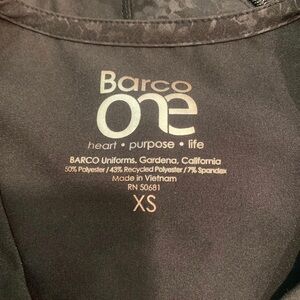 Barco
one
heart • purpose • life
BARCO Uniforms, Gardena, California
50% Polyester / 43% Recycled Polyester / 7% Spandex
Made in Vietnam
RN 50681
XS